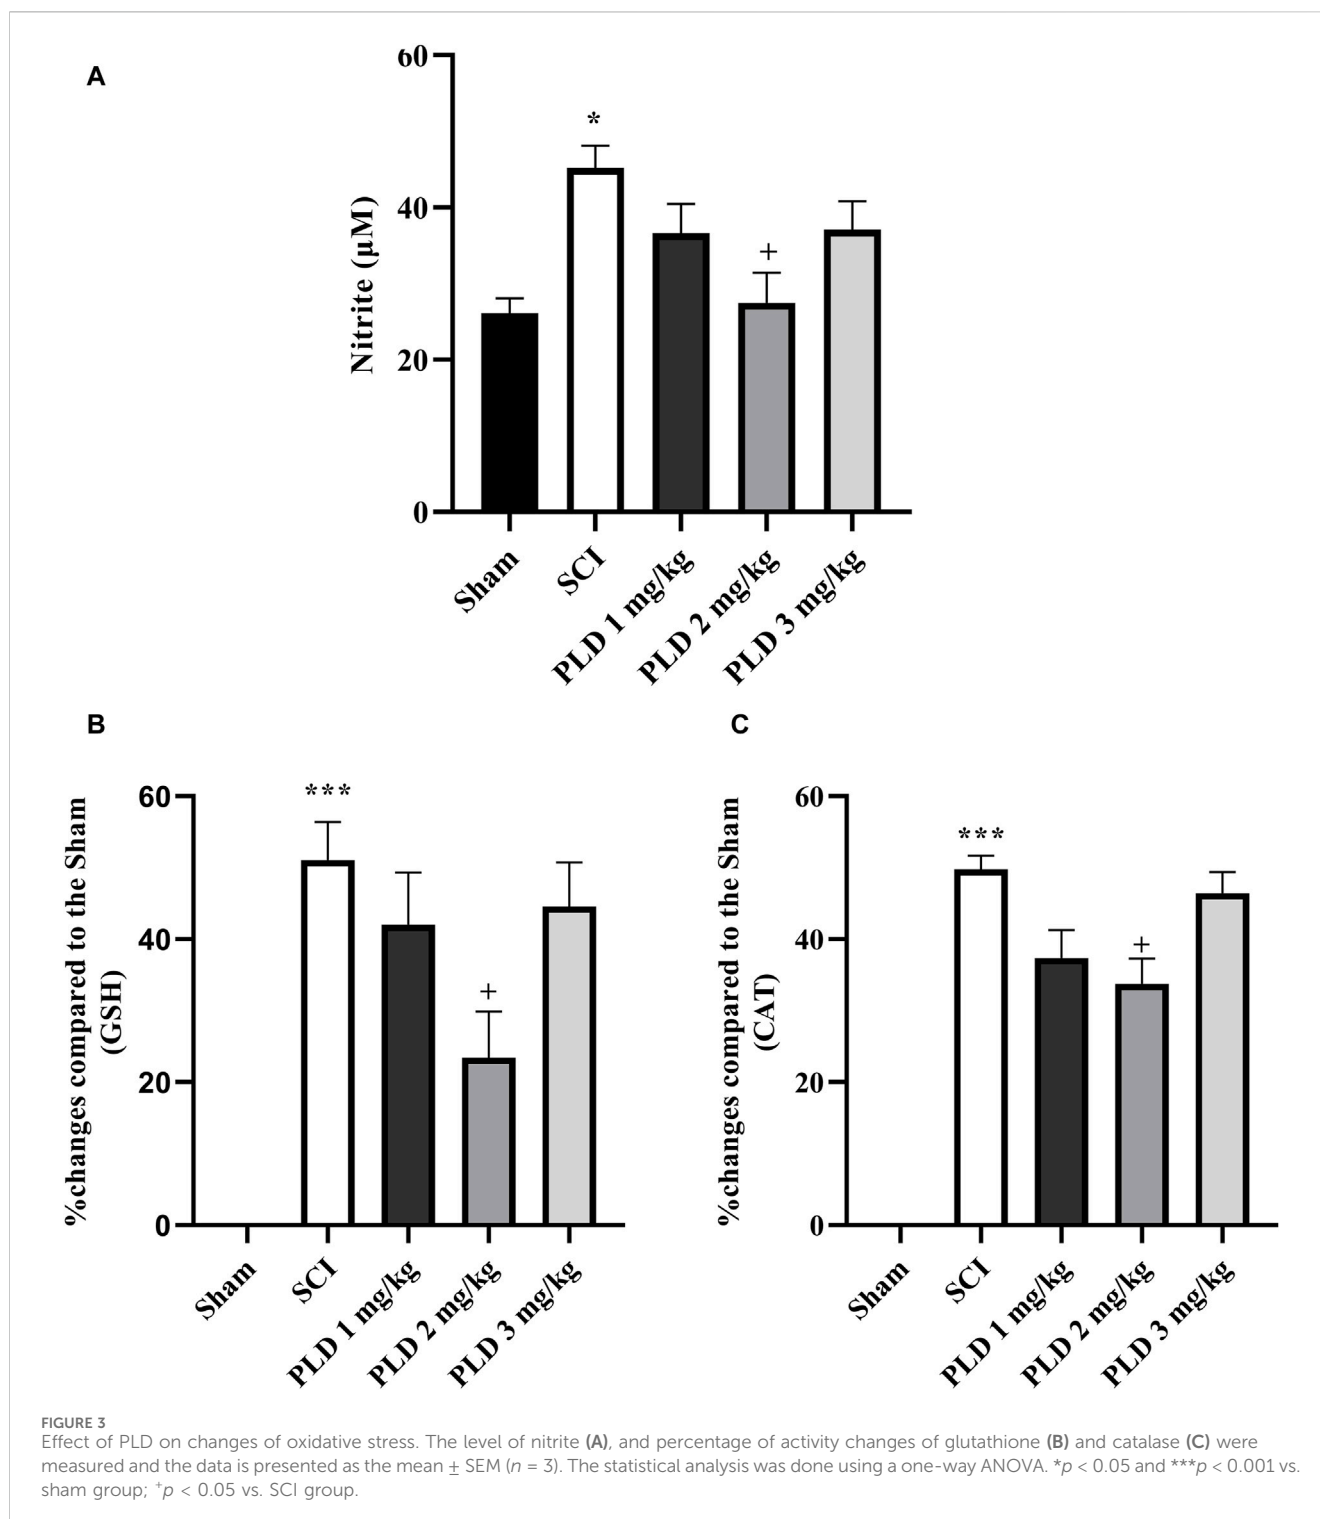 A
60
40
20
0
Nitrite (µM)
*
+
Sham
SCI
PLD 1 mg/kg
PLD 2 mg/kg
PLD 3 mg/kg
B
60
40
20
0
%changes compared to the Sham
(GSH)
***
+
Sham
SCI
PLD 1 mg/kg
PLD 2 mg/kg
PLD 3 mg/kg
C
60
40
20
0
%changes compared to the Sham
(CAT)
***
+
Sham
SCI
PLD 1 mg/kg
PLD 2 mg/kg
PLD 3 mg/kg
FIGURE 3
Effect of PLD on changes of oxidative stress. The level of nitrite (A), and percentage of activity changes of glutathione (B) and catalase (C) were
measured and the data is presented as the mean ± SEM (n = 3). The statistical analysis was done using a one-way ANOVA. *p < 0.05 and ***p < 0.001 vs.
sham group; +p < 0.05 vs. SCI group.